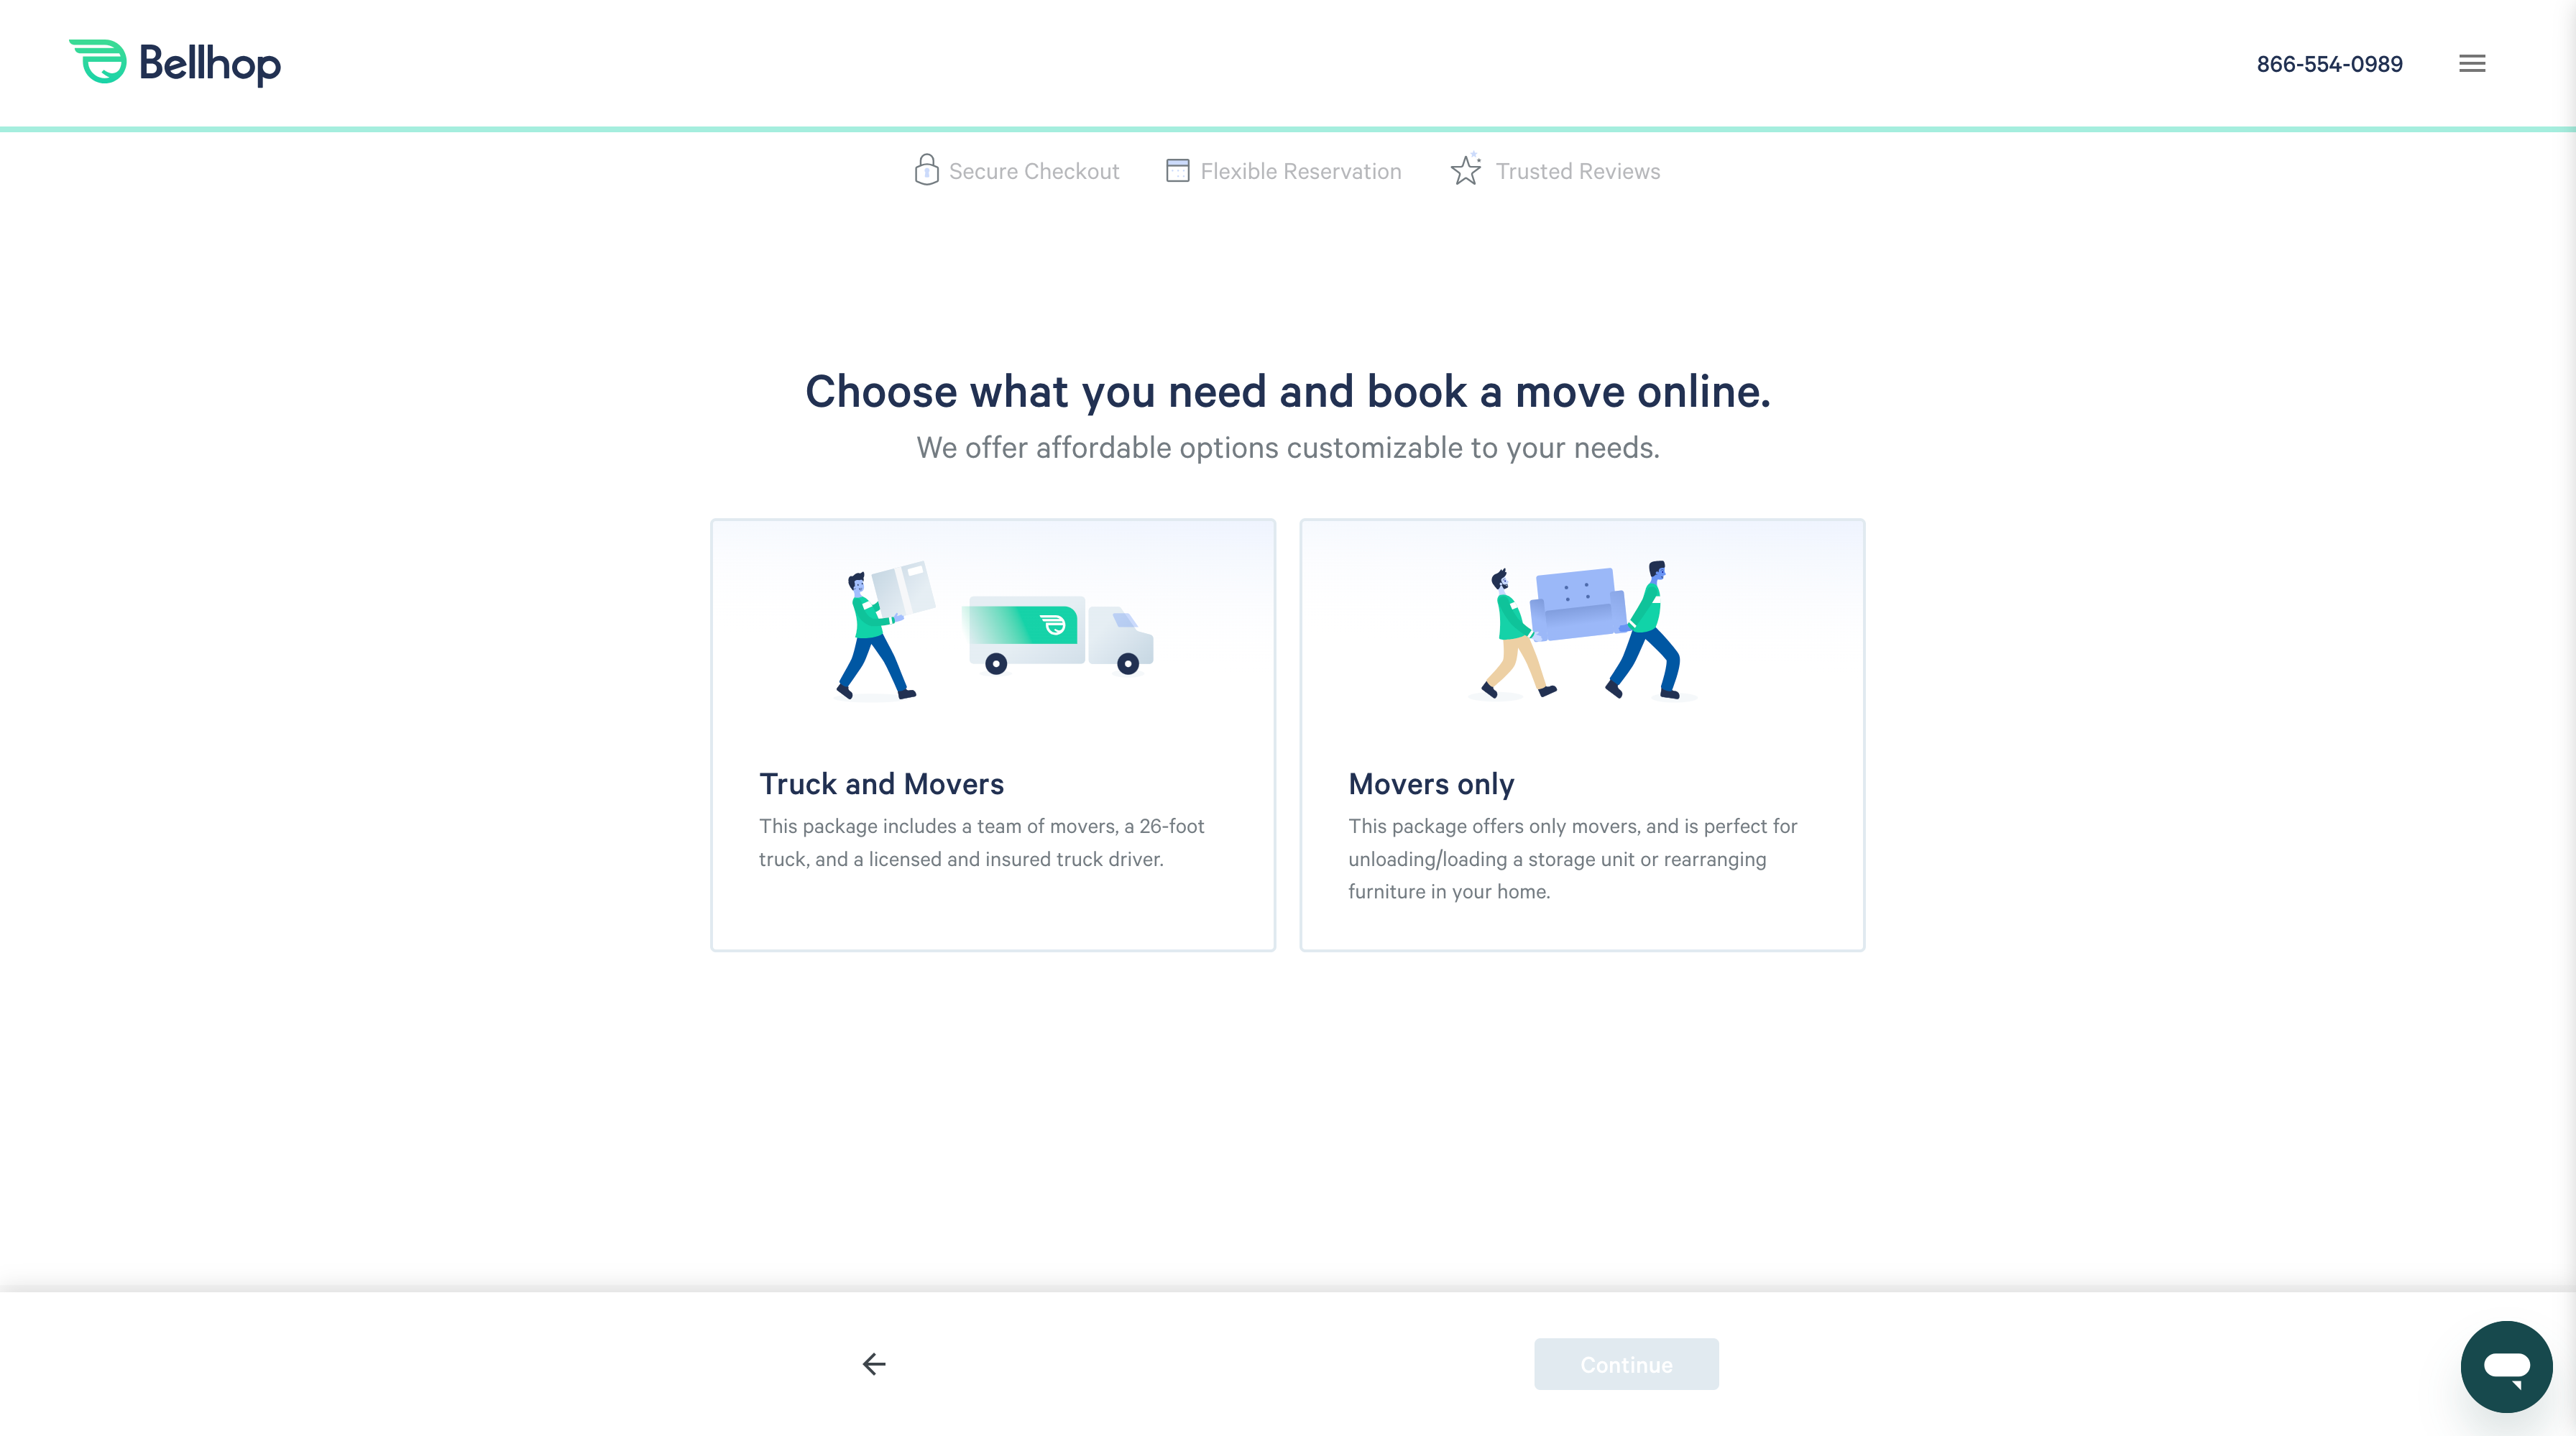 Bellhop
866-554-0989
Secure Checkout
Flexible Reservation
Trusted Reviews
Choose what you need and book a move online.
We offer affordable options customizable to your needs.
Truck and Movers
This package includes a team of movers, a 26-foot
truck, and a licensed and insured truck driver.
Movers only
This package offers only movers, and is perfect for
unloading/loading a storage unit or rearranging
furniture in your home.
Continue